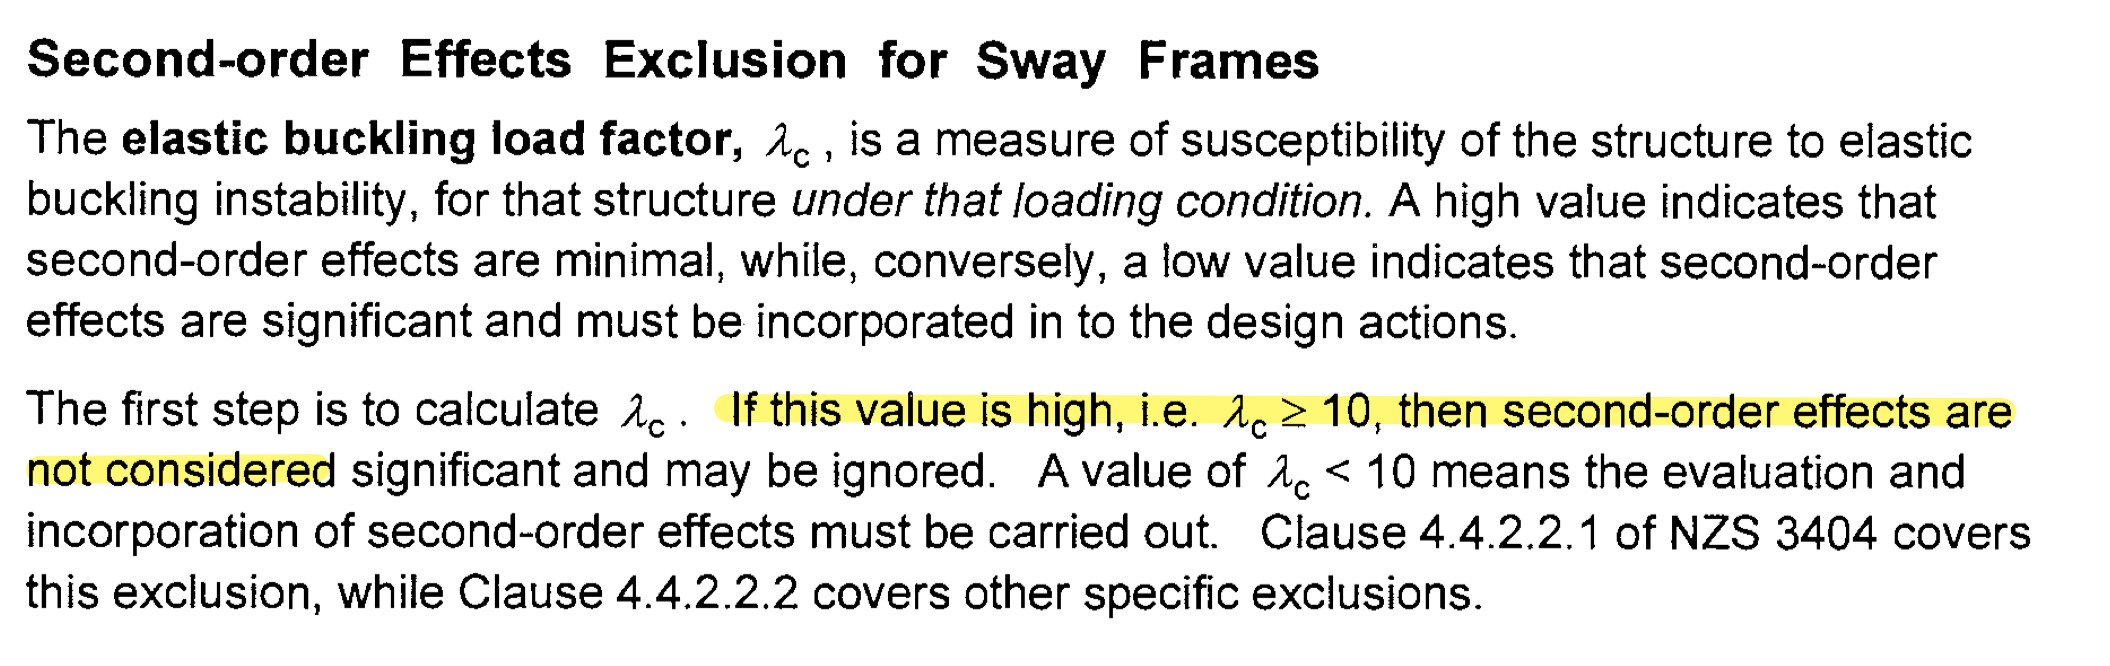 Second-order Effects Exclusion for Sway Frames
The elastic buckling load factor, λc , is a measure of susceptibility of the structure to elastic
buckling instability, for that structure under that loading condition. A high value indicates that
second-order effects are minimal, while, conversely, a low value indicates that second-order
effects are significant and must be incorporated in to the design actions.
The first step is to calculate λc . If this value is high, i.e. λc ≥ 10, then second-order effects are
not considered significant and may be ignored. A value of λc < 10 means the evaluation and
incorporation of second-order effects must be carried out. Clause 4.4.2.2.1 of NZS 3404 covers
this exclusion, while Clause 4.4.2.2.2 covers other specific exclusions.